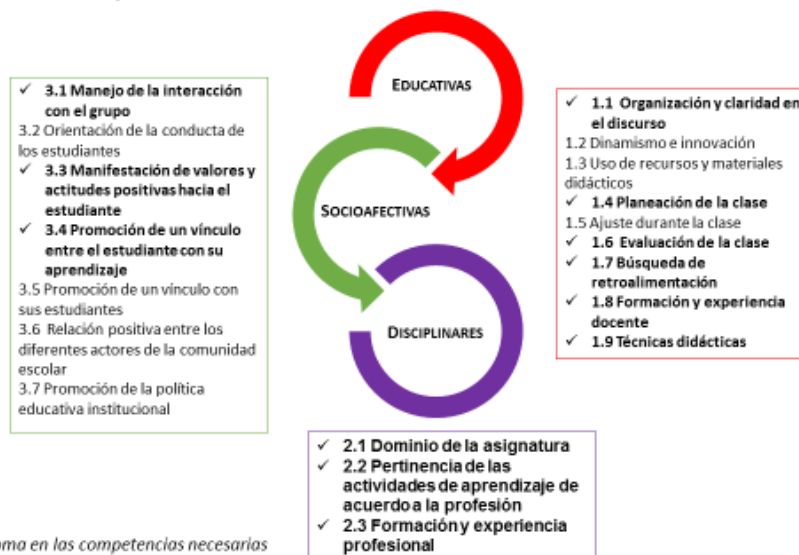 EDUCATIVAS
✓ 3.1 Manejo de la interacción
con el grupo
3.2 Orientación de la conducta de
los estudiantes
✓ 3.3 Manifestación de valores y
actitudes positivas hacia el
estudiante
✓ 3.4 Promoción de un vínculo
entre el estudiante con su
aprendizaje
3.5 Promoción de un vínculo con
sus estudiantes
3.6 Relación positiva entre los
diferentes actores de la comunidad
escolar
3.7 Promoción de la política
educativa institucional
SOCIOAFECTIVAS
DISCIPLINARES
✓ 1.1 Organización y claridad en
el discurso
1.2 Dinamismo e innovación
1.3 Uso de recursos y materiales
didácticos
✓ 1.4 Planeación de la clase
1.5 Ajuste durante la clase
✓ 1.6 Evaluación de la clase
✓ 1.7 Búsqueda de
retroalimentación
✓ 1.8 Formación y experiencia
docente
✓ 1.9 Técnicas didácticas
✓ 2.1 Dominio de la asignatura
✓ 2.2 Pertinencia de las
actividades de aprendizaje de
acuerdo a la profesión
✓ 2.3 Formación y experiencia
profesional
en las competencias necesarias